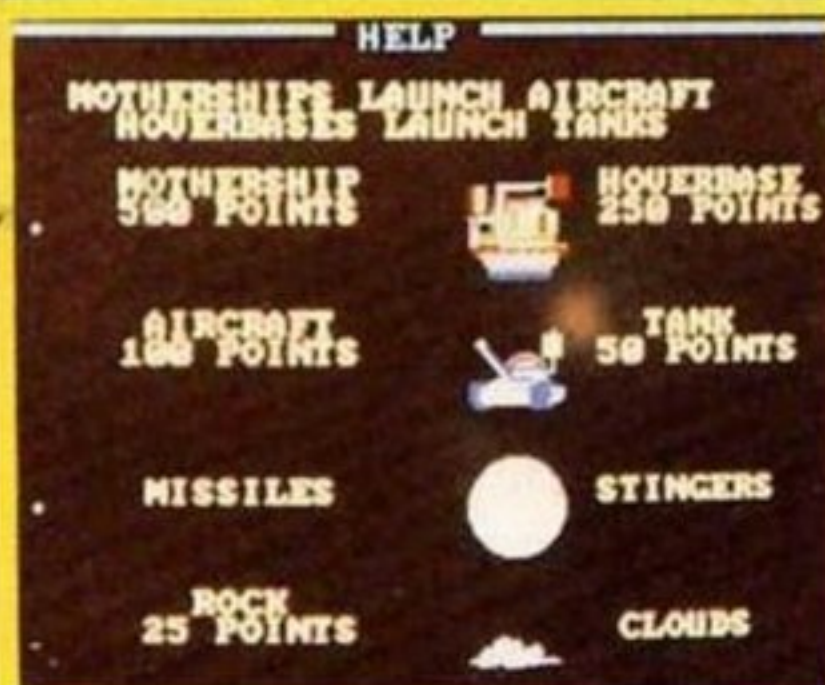 HELP
MOTHERSHIPS LAUNCH AIRCRAFT
HOVERBASES LAUNCH TANKS
MOTHERSHIP
500 POINTS
HOVERBASE
250 POINTS
AIRCRAFT
100 POINTS
TANK
50 POINTS
MISSILES
STINGERS
ROCK
25 POINTS
CLOUDS